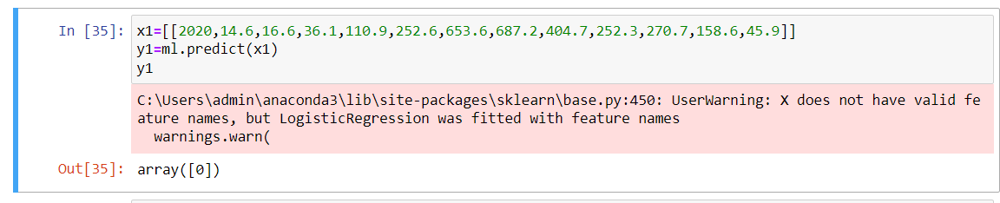 In [35]: x1=[[2020,14.6,16.6,36.1,110.9,252.6,653.6,687.2,404.7,252.3,270.7,158.6,45.9]]
y1=ml.predict(x1)
y1
C:\Users\admin\anaconda3\lib\site-packages\sklearn\base.py:450: UserWarning: X does not have valid fe
ature names, but LogisticRegression was fitted with feature names
  warnings.warn(
Out[35]: array([0])